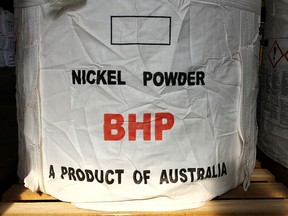 NICKEL POWDER
BHP
A PRODUCT OF AUSTRALIA